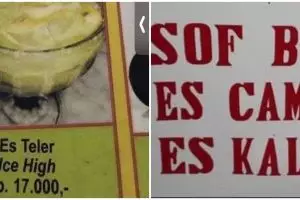 Es Teler
Ice High
p. 17.000,-
SOF B
ES CAM
ES KAL